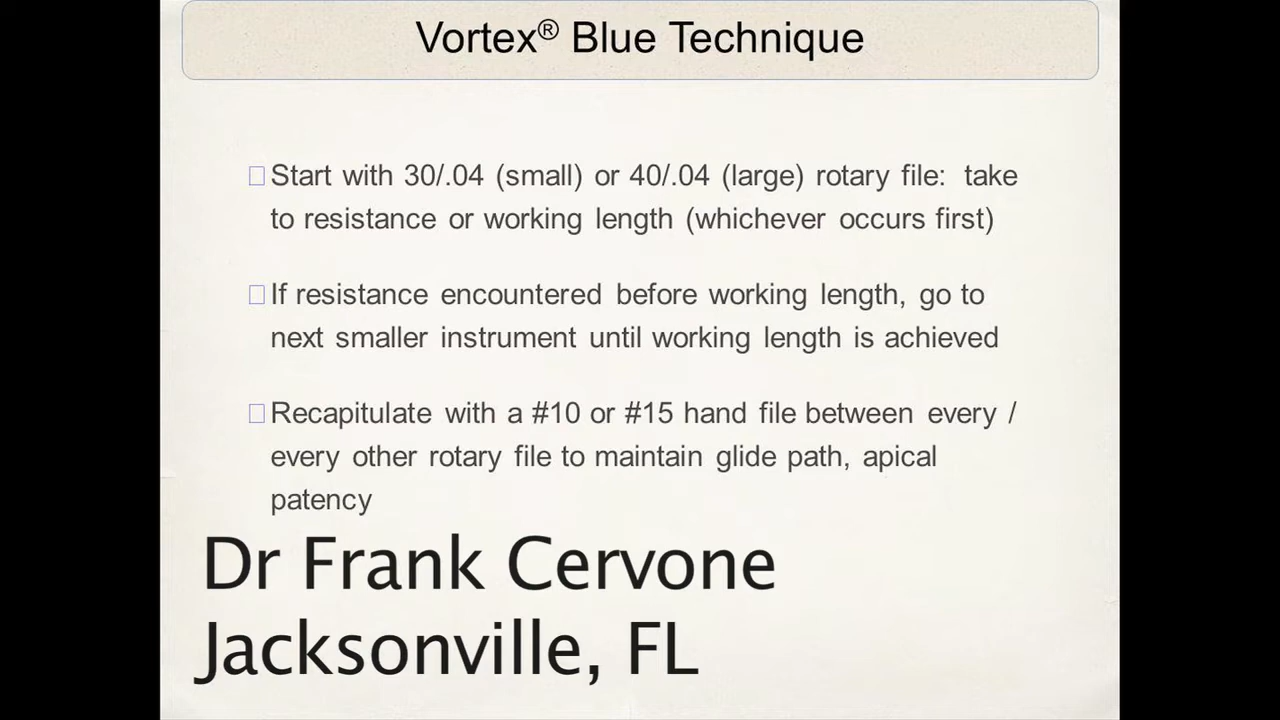 Vortex® Blue Technique
Start with 30/.04 (small) or 40/.04 (large) rotary file: take
to resistance or working length (whichever occurs first)
If resistance encountered before working length, go to
next smaller instrument until working length is achieved
Recapitulate with a #10 or #15 hand file between every /
every other rotary file to maintain glide path, apical
patency
Dr Frank Cervone
Jacksonville, FL